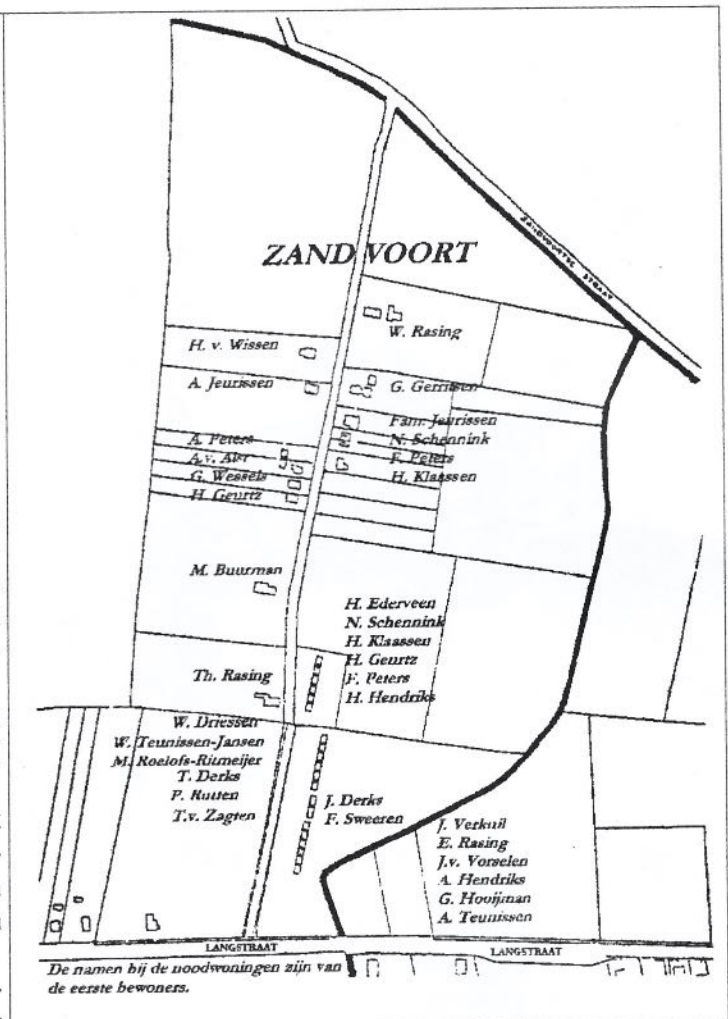 ZANDVOORTSE STRAAT
ZANDVOORT
W. Rasing
H. v. Wissen
A. Jeurissen
G. Gerritsen
Fam. Jeurissen
A. Peters
N. Schennink
F. Peters
G. Wessels
H. Klaassen
H. Geurtz
M. Buurman
H. Ederveen
N. Schennink
H. Klaassen
H. Geurtz
F. Peters
H. Hendriks
Th. Rasing
W. Driessen
W. Teunissen-Jansen
M. Roelofs-Ritmeijer
T. Derks
P. Rutten
T.v. Zagten
J. Derks
F. Sweeren
J. Verkuil
E. Rasing
J.v. Vorselen
A. Hendriks
G. Hooijman
A. Teunissen
LANGSTRAAT
LANGSTRAAT
De namen bij de noodwoningen zijn van
de eerste bewoners.